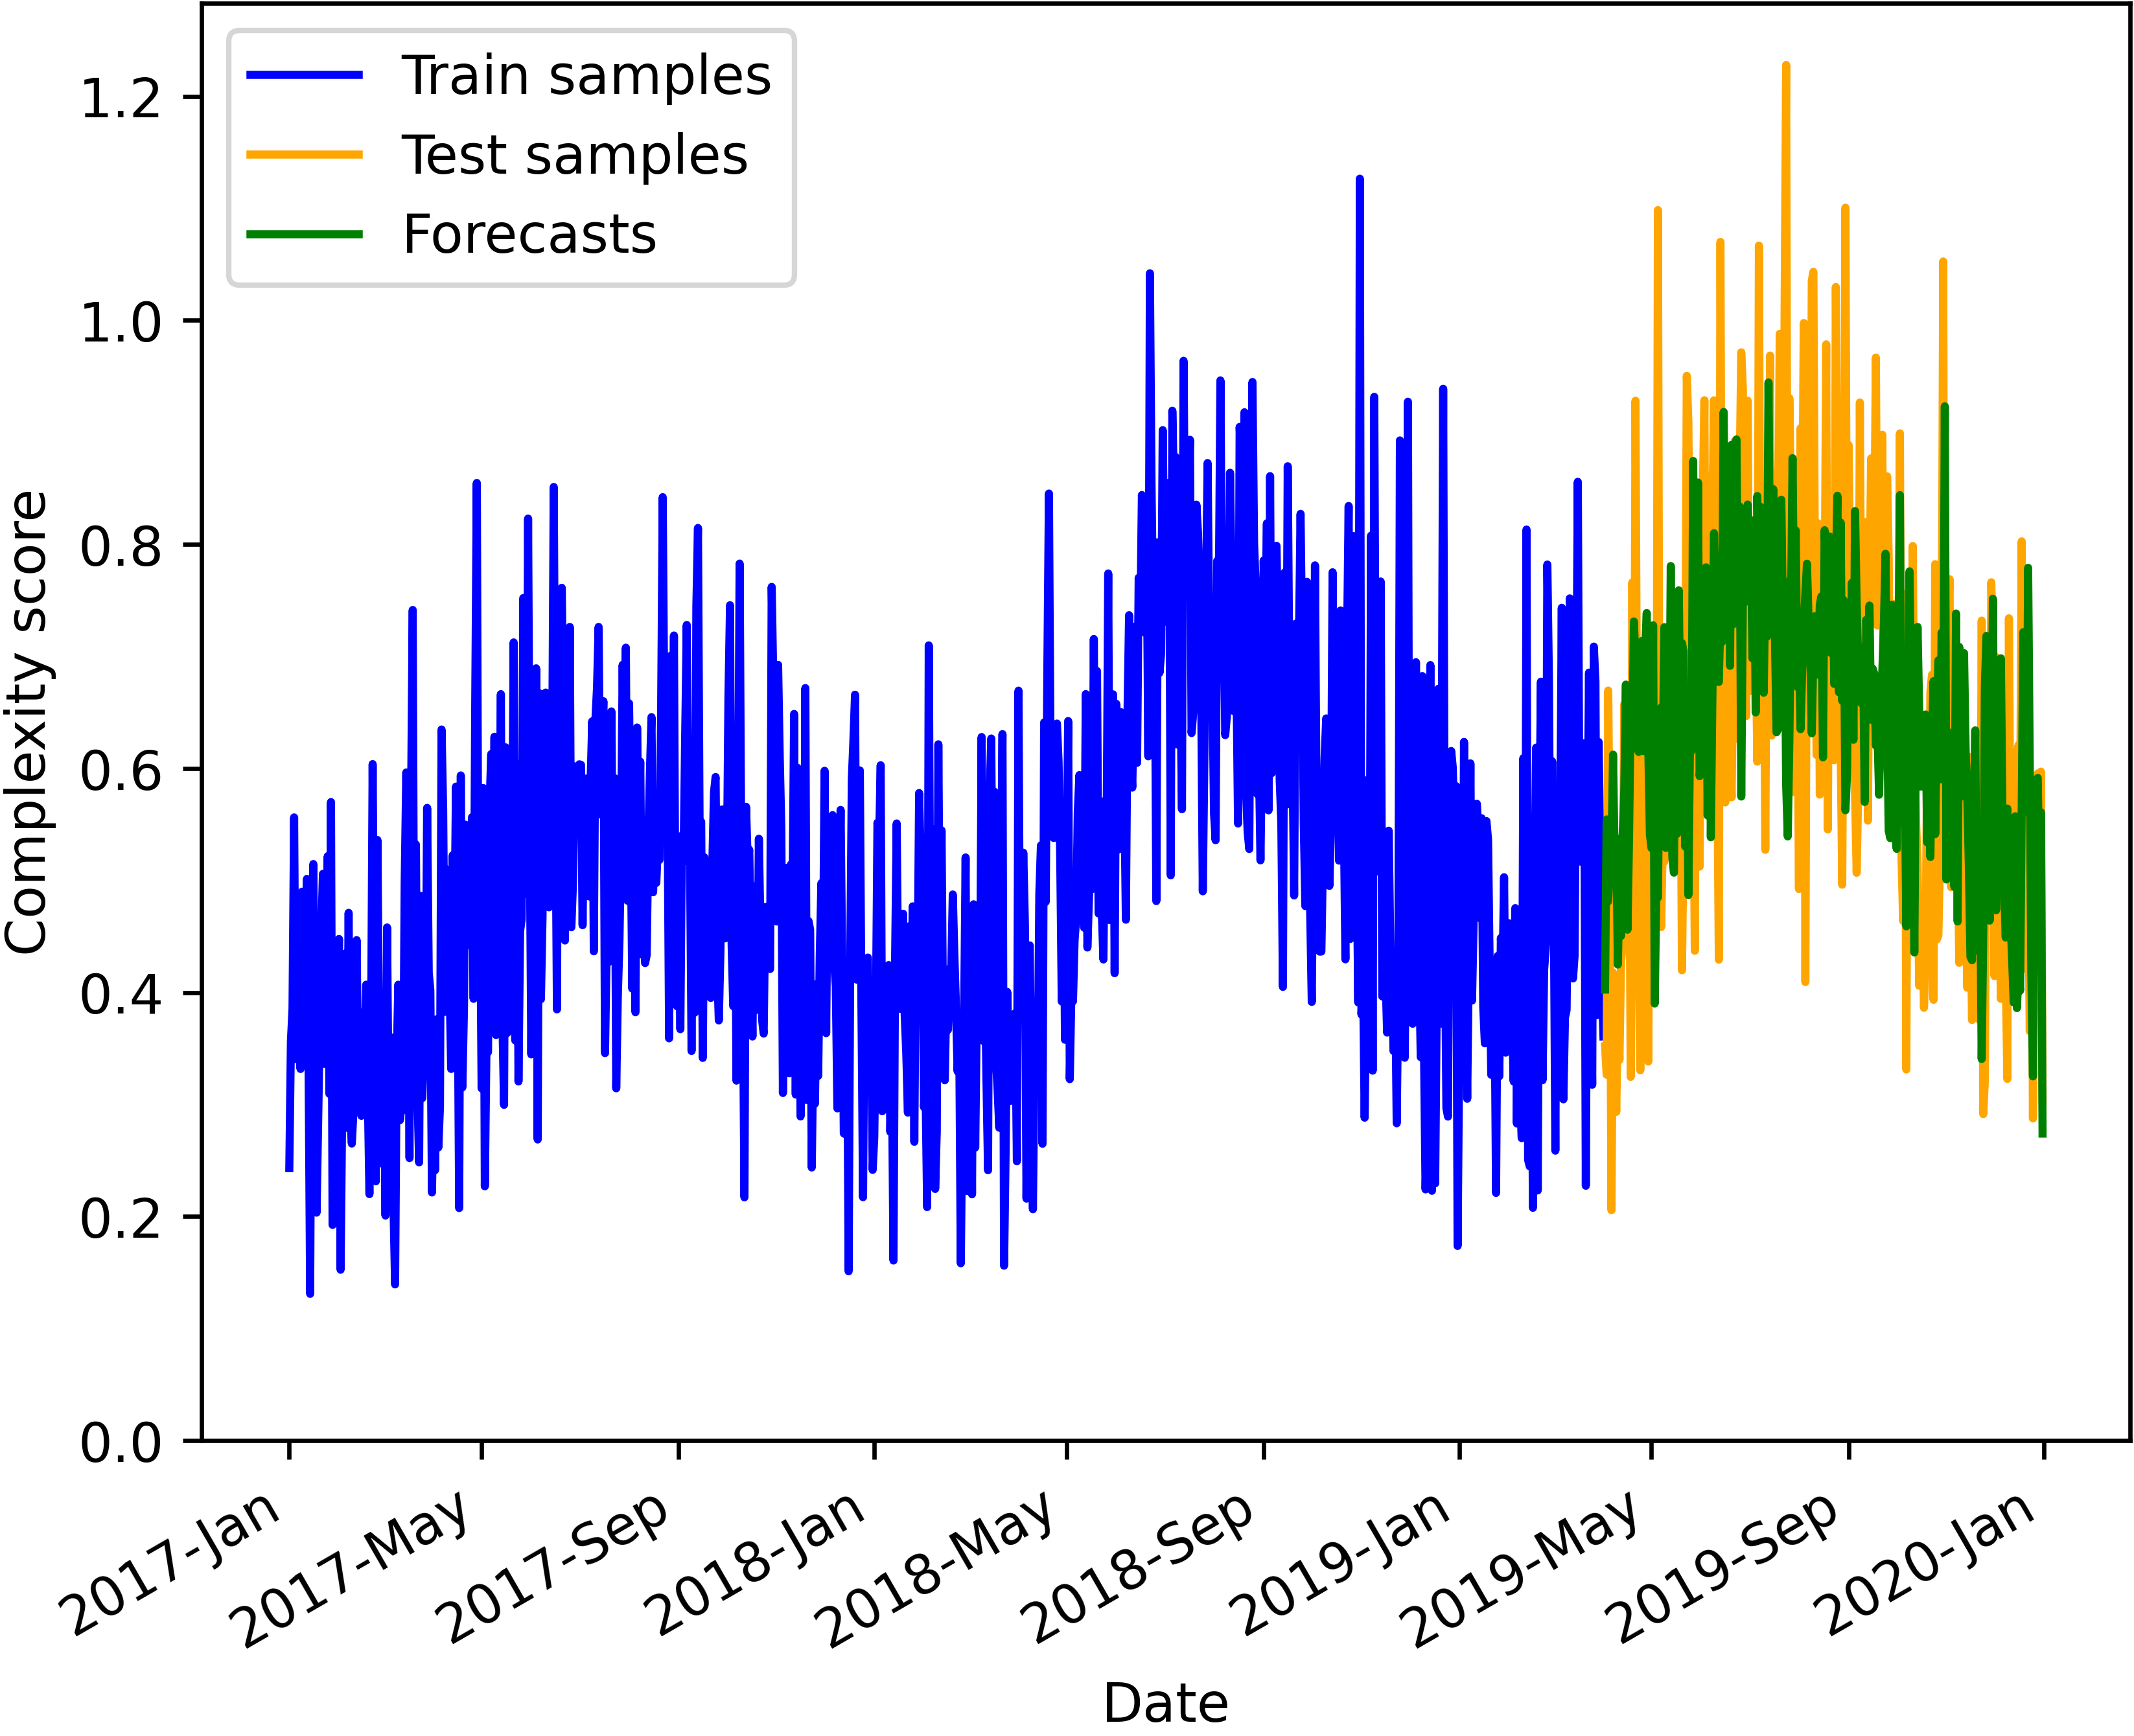 Train samples
Test samples
Forecasts
1.2
1.0
0.8
0.6
0.4
0.2
0.0
Complexity score
2017-Jan
2017-May
2017-Sep
2018-Jan
2018-May
2018-Sep
2019-Jan
2019-May
2019-Sep
2020-Jan
Date